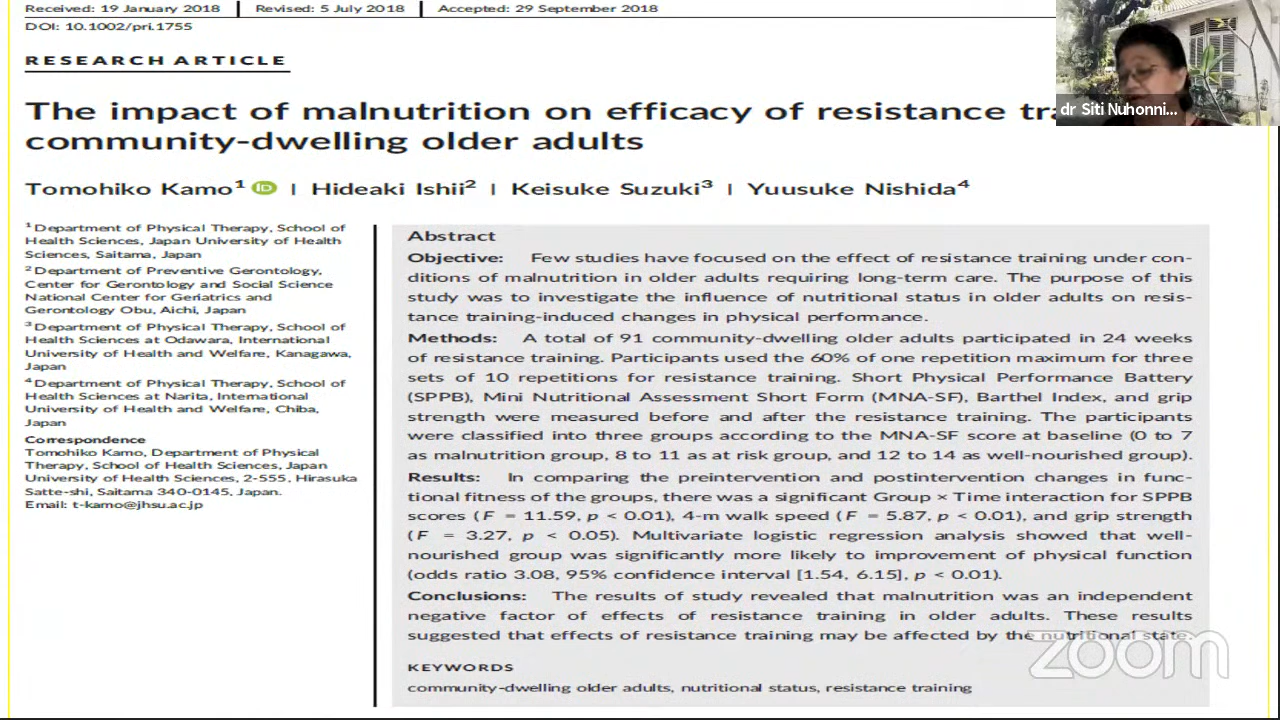 Received: 19 January 2018 | Revised: 5 July 2018 | Accepted: 29 September 2018
DOI: 10.1002/pri.1755
RESEARCH ARTICLE
The impact of malnutrition on efficacy of resistance
community-dwelling older adults
Tomohiko Kamo1 iD | Hideaki Ishii2 | Keisuke Suzuki3 | Yuusuke Nishida4
1Department of Physical Therapy, School of
Health Sciences, Japan University of Health
Sciences, Saitama, Japan
2Department of Preventive Gerontology,
Center for Gerontology and Social Science
National Center for Geriatrics and
Gerontology Obu, Aichi, Japan
3Department of Physical Therapy, School of
Health Sciences at Odawara, International
University of Health and Welfare, Kanagawa,
Japan
4Department of Physical Therapy, School of
Health Sciences at Narita, International
University of Health and Welfare, Chiba,
Japan
Correspondence
Tomohiko Kamo, Department of Physical
Therapy, School of Health Sciences, Japan
University of Health Sciences, 2-555, Hirasuka
Satte-shi, Saitama 340-0145, Japan.
Email: t-kamo@jhsu.ac.jp
Abstract
Objective: Few studies have focused on the effect of resistance training under con-
ditions of malnutrition in older adults requiring long-term care. The purpose of this
study was to investigate the influence of nutritional status in older adults on resis-
tance training-induced changes in physical performance.
Methods: A total of 91 community-dwelling older adults participated in 24 weeks
of resistance training. Participants used the 60% of one repetition maximum for three
sets of 10 repetitions for resistance training. Short Physical Performance Battery
(SPPB), Mini Nutritional Assessment Short Form (MNA-SF), Barthel Index, and grip
strength were measured before and after the resistance training. The participants
were classified into three groups according to the MNA-SF score at baseline (0 to 7
as malnutrition group, 8 to 11 as at risk group, and 12 to 14 as well-nourished group).
Results: In comparing the preintervention and postintervention changes in func-
tional fitness of the groups, there was a significant Group × Time interaction for SPPB
scores (F = 11.59, p < 0.01), 4-m walk speed (F = 5.87, p < 0.01), and grip strength
(F = 3.27, p < 0.05). Multivariate logistic regression analysis showed that well-
nourished group was significantly more likely to improvement of physical function
(odds ratio 3.08, 95% confidence interval [1.54, 6.15], p < 0.01).
Conclusions: The results of study revealed that malnutrition was an independent
negative factor of effects of resistance training in older adults. These results
suggested that effects of resistance training may be affected by the nutritional state.
KEYWORDS
community-dwelling older adults, nutritional status, resistance training
dr Siti Nuhonni...
zoom